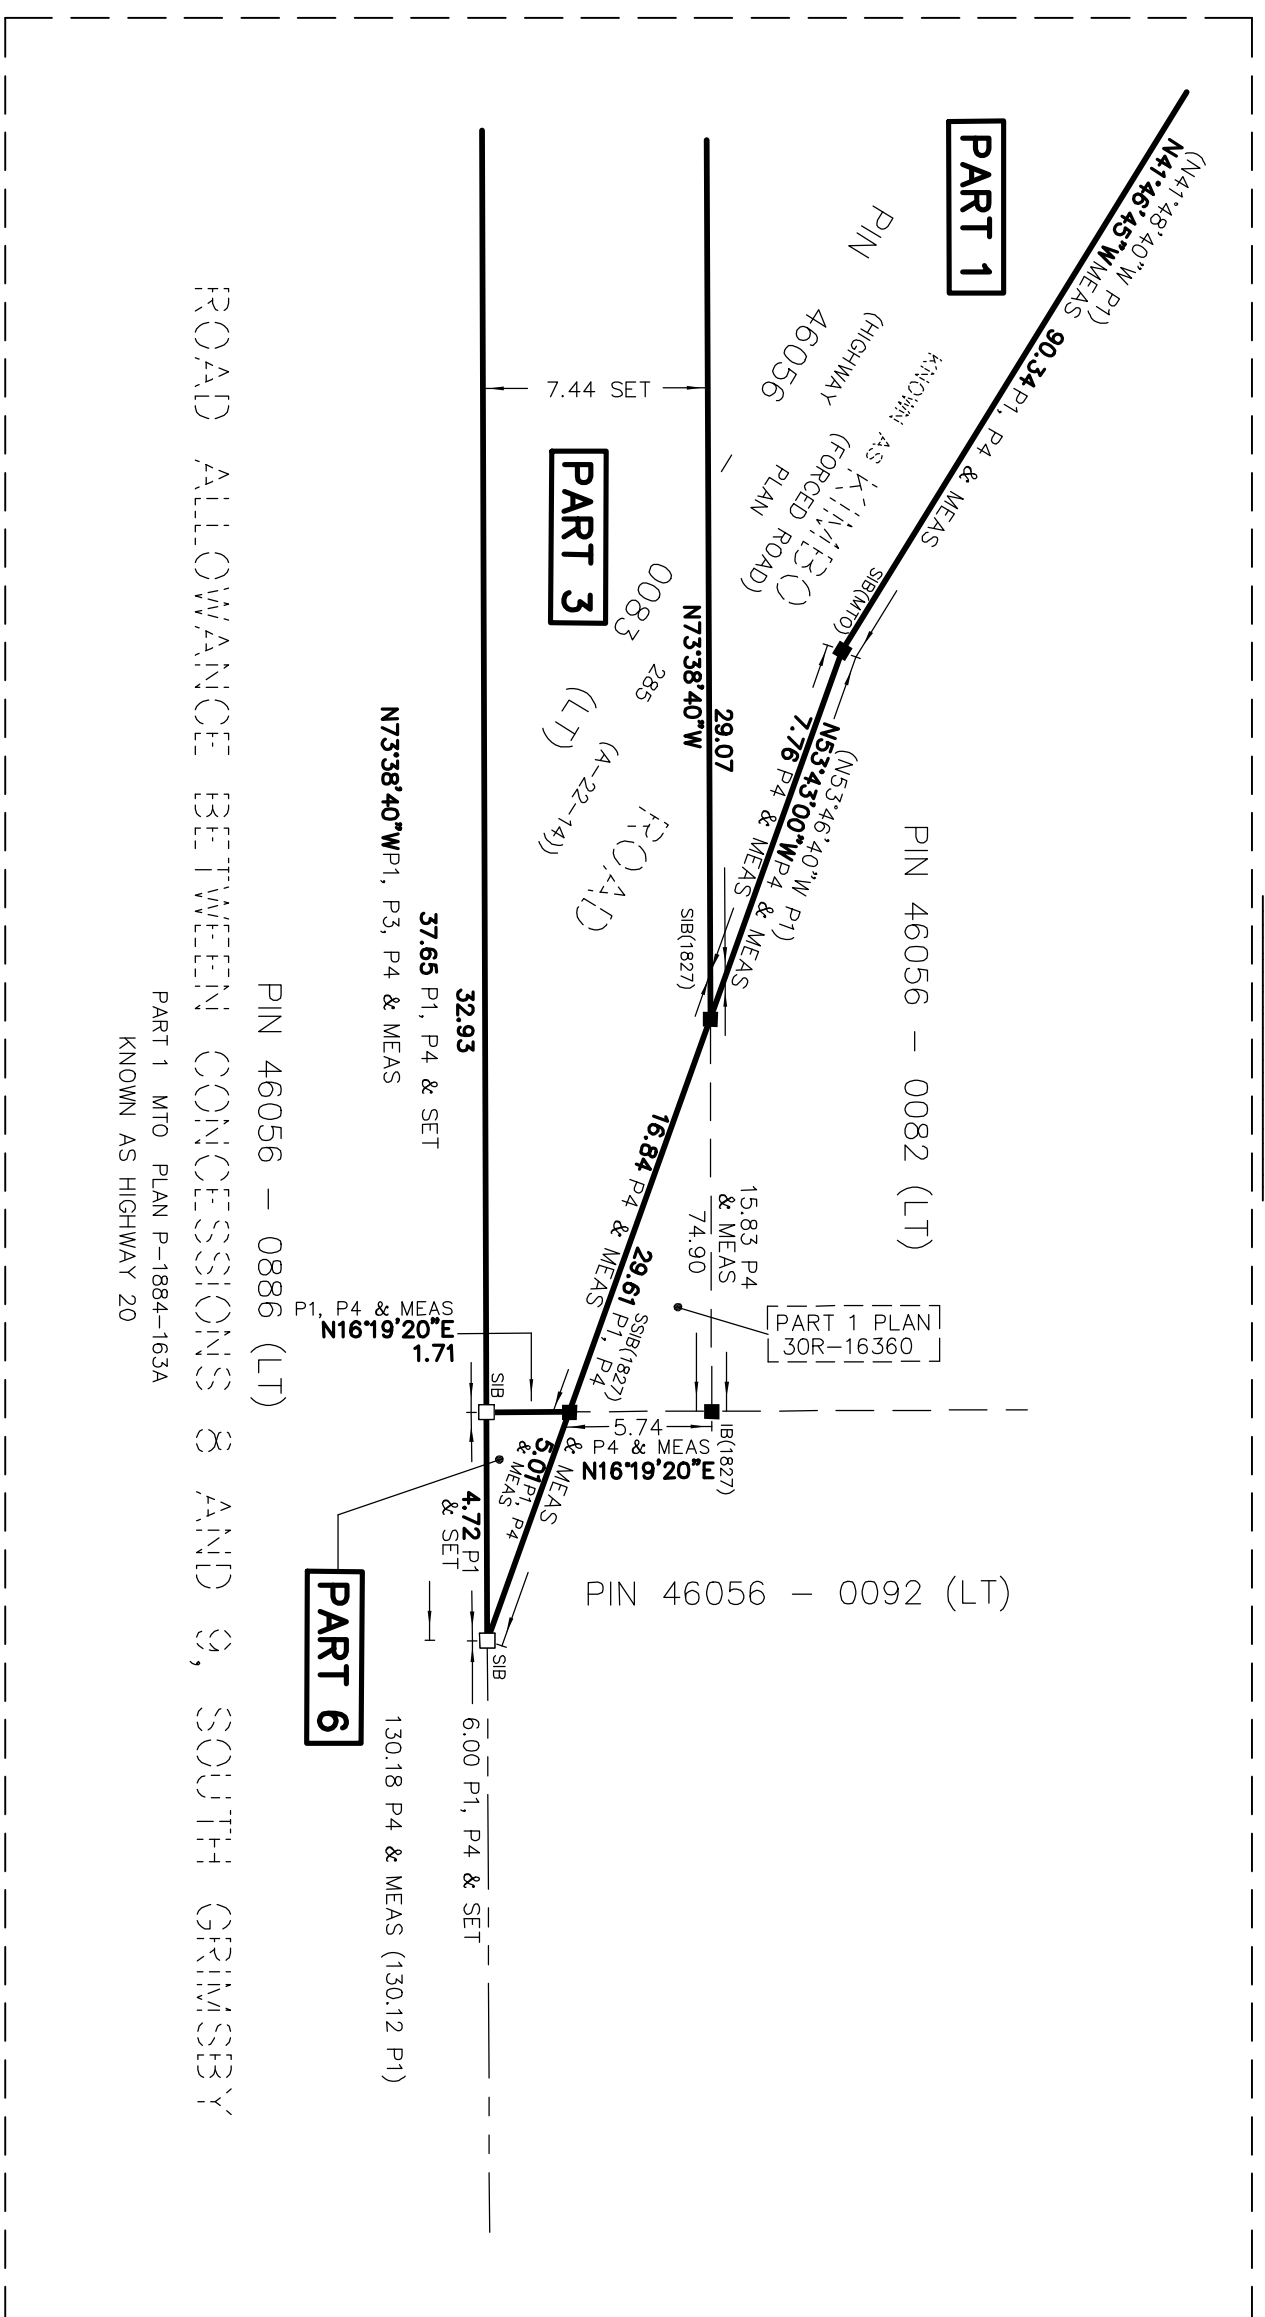 PART 1
(N41°48'40"W P1)
N41°46'45"W MEAS
90.34 P1, P4 & MEAS
PIN
46056
(HIGHWAY
PLAN
KNOWN AS KIMBO
(FORCED ROAD)
7.44 SET
PART 3
–
0083
285
(LT)
(A-22-14))
ROAD
SIB(MTO)
29.07
N73°38'40"W
(N53°46'40"W P1)
N53°43'00"W P4 & MEAS
7.76 P4 & MEAS
SIB(1827)
PIN 46056 – 0082 (LT)
15.83 P4
& MEAS
74.90
16.84 P4 & MEAS
29.61 P1, P4
& MEAS
SSIB(1827)
PART 1 PLAN
30R-16360
IB(1827)
5.74
P4 & MEAS
N16°19'20"E
5.01 P1, P4
& MEAS
PIN 46056 – 0092 (LT)
32.93
37.65 P1, P4 & SET
N73°38'40"W P1, P3, P4 & MEAS
P1, P4 & MEAS
N16°19'20"E
1.71
SIB
4.72 P1
& SET
SIB
PART 6
6.00 P1, P4 & SET
130.18 P4 & MEAS (130.12 P1)
PIN 46056 – 0886 (LT)
ROAD ALLOWANCE BETWEEN CONCESSIONS 8 AND 9, SOUTH GRIMSBY
PART 1 MTO PLAN P-1884-163A
KNOWN AS HIGHWAY 20